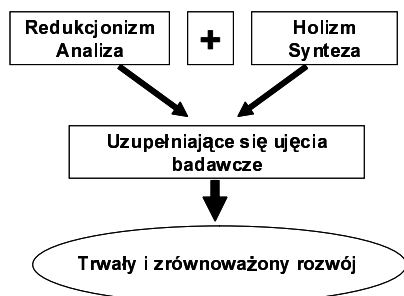 Redukcjonizm
Analiza
+
Holizm
Synteza
Uzupełniające się ujęcia
badawcze
Trwały i zrównoważony rozwój